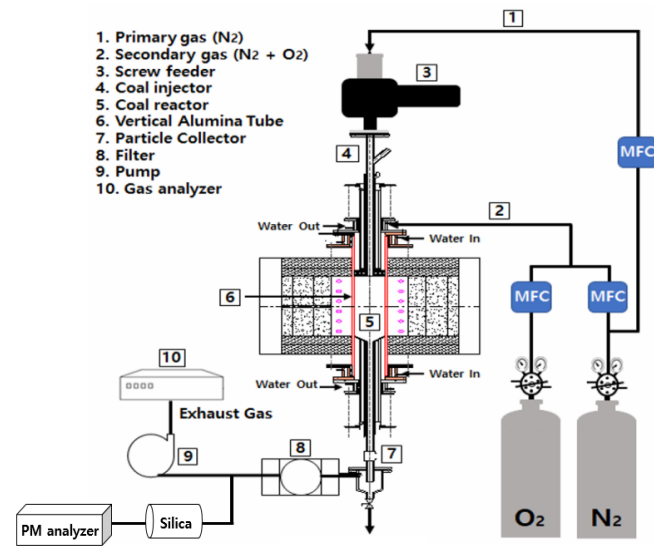 1. Primary gas (N2)
2. Secondary gas (N2 + O2)
3. Screw feeder
4. Coal injector
5. Coal reactor
6. Vertical Alumina Tube
7. Particle Collector
8. Filter
9. Pump
10. Gas analyzer
1
3
MFC
4
2
Water Out
Water In
6
MFC
MFC
5
10
Water In
Water Out
Exhaust Gas
8
7
9
O2
N2
Silica
PM analyzer